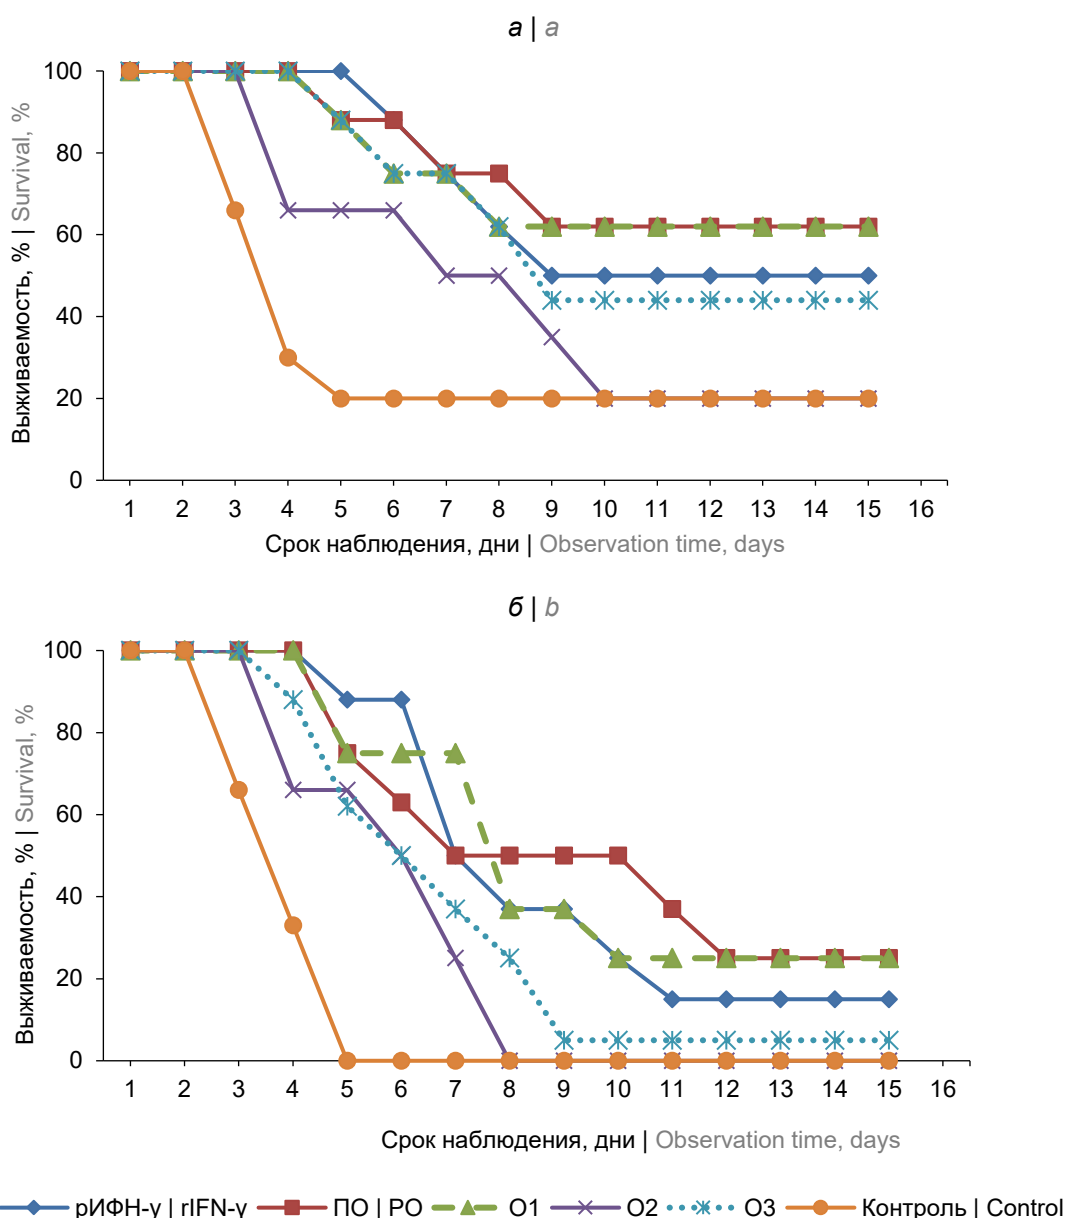 а | a
100
80
60
40
20
0
Выживаемость, % | Survival, %
1 2 3 4 5 6 7 8 9 10 11 12 13 14 15 16
Срок наблюдения, дни | Observation time, days
б | b
100
80
60
40
20
0
Выживаемость, % | Survival, %
1 2 3 4 5 6 7 8 9 10 11 12 13 14 15 16
Срок наблюдения, дни | Observation time, days
рИФН-γ | rIFN-γ ПО | PO О1 О2 О3 Контроль | Control